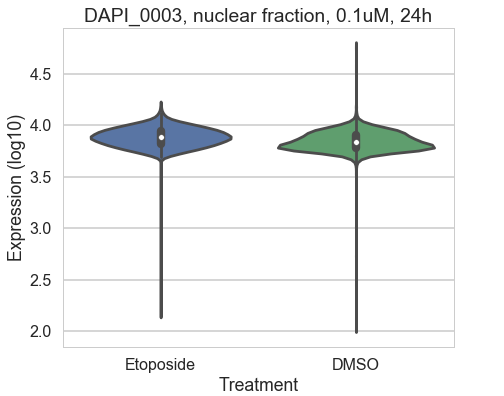 DAPI_0003, nuclear fraction, 0.1uM, 24h
Expression (log10)
4.5
4.0
3.5
3.0
2.5
2.0
Etoposide DMSO
Treatment